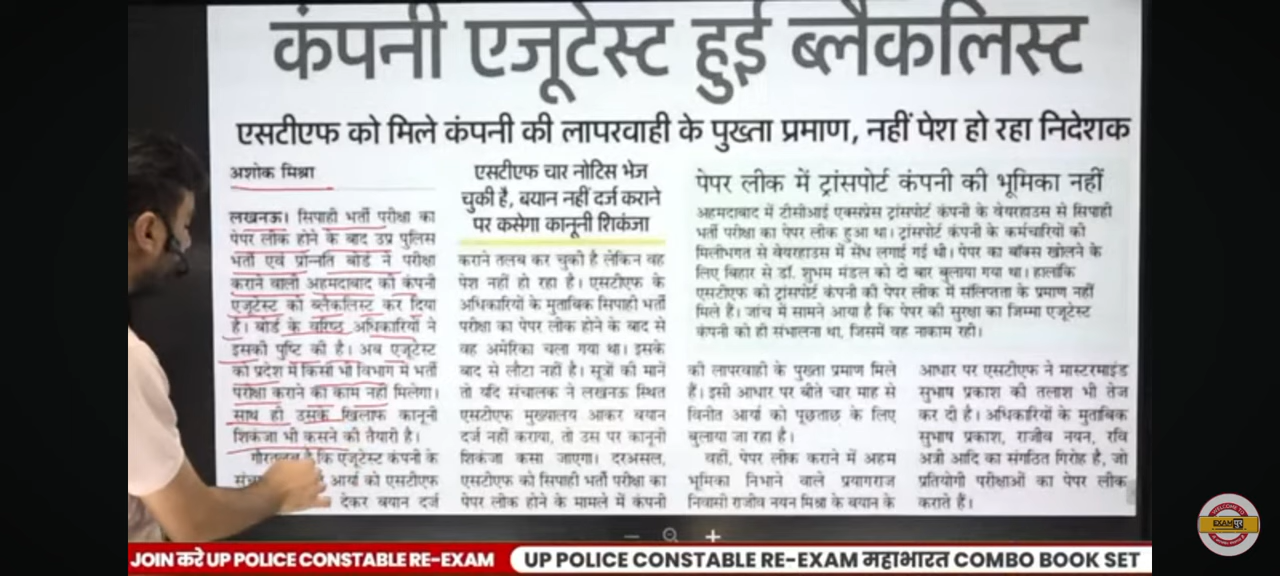 कंपनी एजूटेस्ट हुई ब्लैकलिस्ट
एसटीएफ को मिले कंपनी की लापरवाही के पुख्ता प्रमाण, नहीं पेश हो रहा निदेशक
अशोक मिश्रा
लखनऊ। सिपाही भर्ती परीक्षा का
पेपर लीक होने के बाद उप्र पुलिस
भर्ती एवं प्रोन्नति बोर्ड ने परीक्षा
कराने वाली अहमदाबाद की कंपनी
एजूटेस्ट को ब्लैकलिस्ट कर दिया
है। बोर्ड के वरिष्ठ अधिकारियों ने
इसकी पुष्टि की है। अब एजूटेस्ट
को प्रदेश में किसी भी विभाग में भर्ती
परीक्षा कराने का काम नहीं मिलेगा।
साथ ही उसके खिलाफ कानूनी
शिकंजा भी कसने की तैयारी है।
गौरतलब है कि एजूटेस्ट कंपनी के
आर्या को एसटीएफ
देकर बयान दर्ज
एसटीएफ चार नोटिस भेज
चुकी है, बयान नहीं दर्ज कराने
पर कसेगा कानूनी शिकंजा
कराने तलब कर चुकी है लेकिन वह
पेश नहीं हो रहा है। एसटीएफ के
अधिकारियों के मुताबिक सिपाही भर्ती
परीक्षा का पेपर लीक होने के बाद से
वह अमेरिका चला गया था। इसके
बाद से लौटा नहीं है। सूत्रों की मानें
तो यदि संचालक ने लखनऊ स्थित
एसटीएफ मुख्यालय आकर बयान
दर्ज नहीं कराया, तो उस पर कानूनी
शिकंजा कसा जाएगा। दरअसल,
एसटीएफ को सिपाही भर्ती परीक्षा का
पेपर लीक होने के मामले में कंपनी
पेपर लीक में ट्रांसपोर्ट कंपनी की भूमिका नहीं
अहमदाबाद में टीसीआई एक्सप्रेस ट्रांसपोर्ट कंपनी के वेयरहाउस से सिपाही
भर्ती परीक्षा का पेपर लीक हुआ था। ट्रांसपोर्ट कंपनी के कर्मचारियों की
मिलीभगत से वेयरहाउस में सेंध लगाई गई थी। पेपर का बॉक्स खोलने के
लिए बिहार से डॉ. शुभम मंडल को दो बार बुलाया गया था। हालांकि
एसटीएफ को ट्रांसपोर्ट कंपनी की पेपर लीक में संलिप्तता के प्रमाण नहीं
मिले हैं। जांच में सामने आया है कि पेपर की सुरक्षा का जिम्मा एजूटेस्ट
कंपनी को ही संभालना था, जिसमें वह नाकाम रही।
की लापरवाही के पुख्ता प्रमाण मिले
हैं। इसी आधार पर बीते चार माह से
विनीत आर्या को पूछताछ के लिए
बुलाया जा रहा है।
वहीं, पेपर लीक कराने में अहम
भूमिका निभाने वाले प्रयागराज
निवासी राजीव नयन मिश्रा के बयान के
आधार पर एसटीएफ ने मास्टरमाइंड
सुभाष प्रकाश की तलाश भी तेज
कर दी है। अधिकारियों के मुताबिक
सुभाष प्रकाश, राजीव नयन, रवि
अत्री आदि का संगठित गिरोह है, जो
प्रतियोगी परीक्षाओं का पेपर लीक
कराते हैं।
WELCOME TO
EXAM पुर
JOIN करे UP POLICE CONSTABLE RE-EXAM
UP POLICE CONSTABLE RE-EXAM महाभारत COMBO BOOK SET